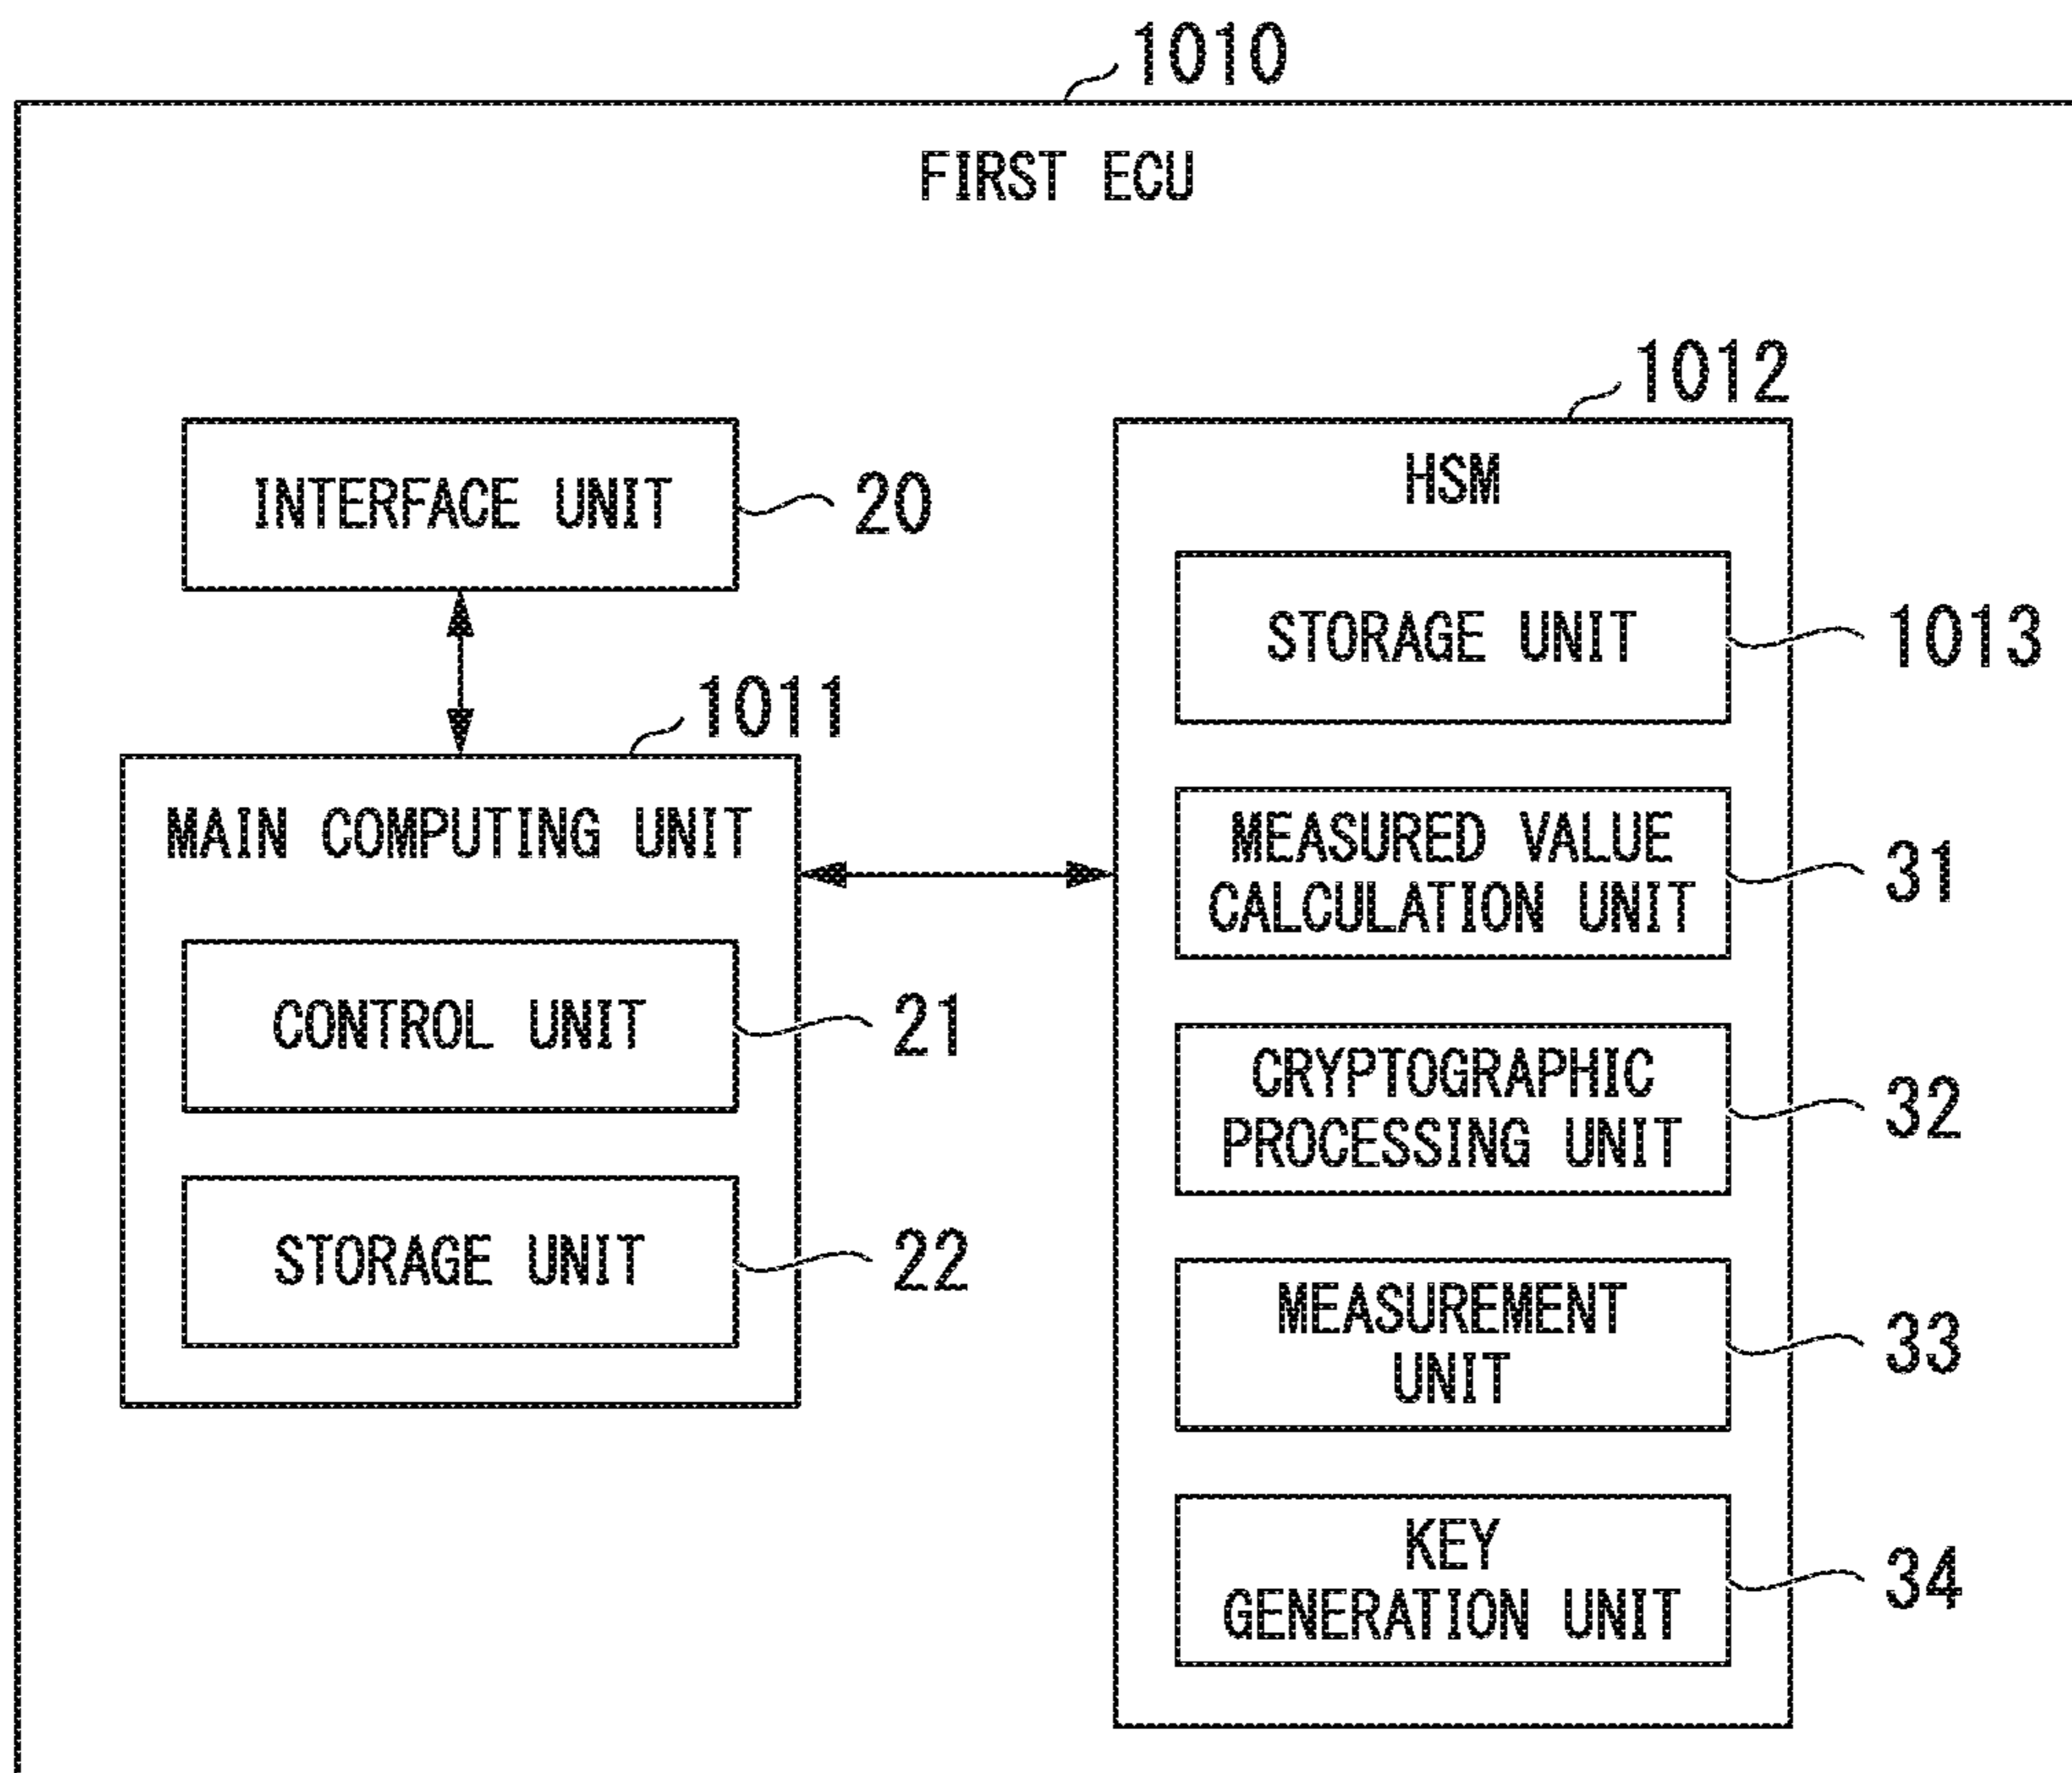 1010
FIRST ECU
1012
INTERFACE UNIT
20
HSM
STORAGE UNIT
1013
1011
MAIN COMPUTING UNIT
MEASURED VALUE
CALCULATION UNIT
31
CONTROL UNIT
21
CRYPTOGRAPHIC
PROCESSING UNIT
32
STORAGE UNIT
22
MEASUREMENT
UNIT
33
KEY
GENERATION UNIT
34